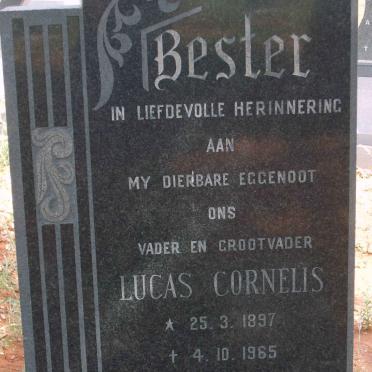 Bester
IN LIEFDEVOLLE HERINNERING
AAN
MY DIERBARE EGGENOOT
ONS
VADER EN GROOTVADER
LUCAS CORNELIS
* 25. 3. 1897
† 4. 10. 1965